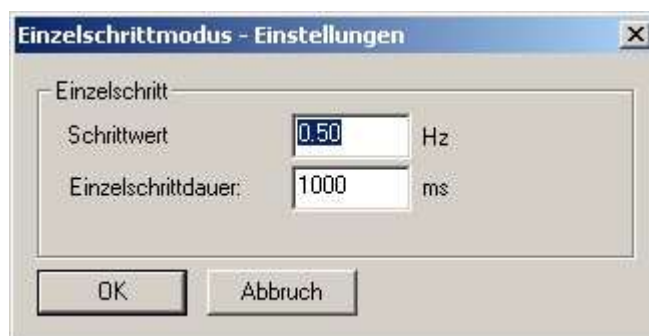 Einzelschrittmodus - Einstellungen
Einzelschritt
Schrittwert 0.50 Hz
Einzelschrittdauer: 1000 ms
OK Abbruch